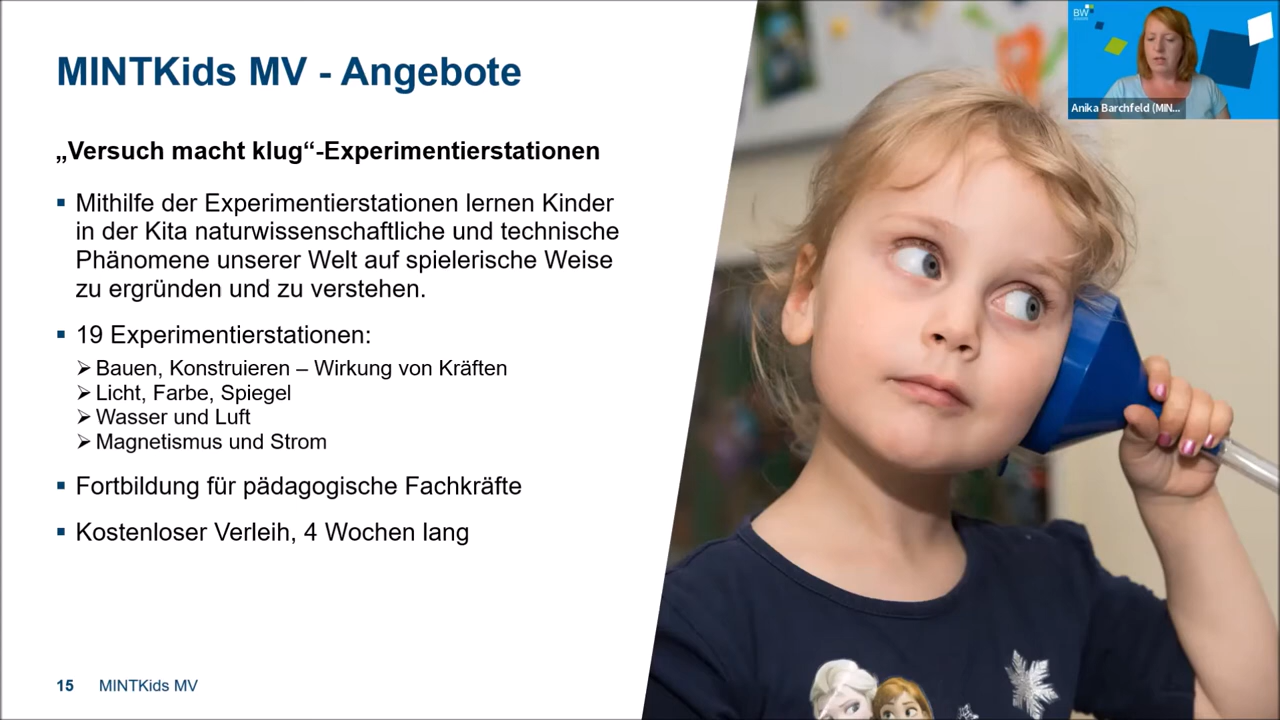 MINTKids MV - Angebote
„Versuch macht klug“-Experimentierstationen
▪ Mithilfe der Experimentierstationen lernen Kinder
in der Kita naturwissenschaftliche und technische
Phänomene unserer Welt auf spielerische Weise
zu ergründen und zu verstehen.
▪ 19 Experimentierstationen:
➢ Bauen, Konstruieren – Wirkung von Kräften
➢ Licht, Farbe, Spiegel
➢ Wasser und Luft
➢ Magnetismus und Strom
▪ Fortbildung für pädagogische Fachkräfte
▪ Kostenloser Verleih, 4 Wochen lang
15 MINTKids MV
BW
Anika Barchfeld (MIN...